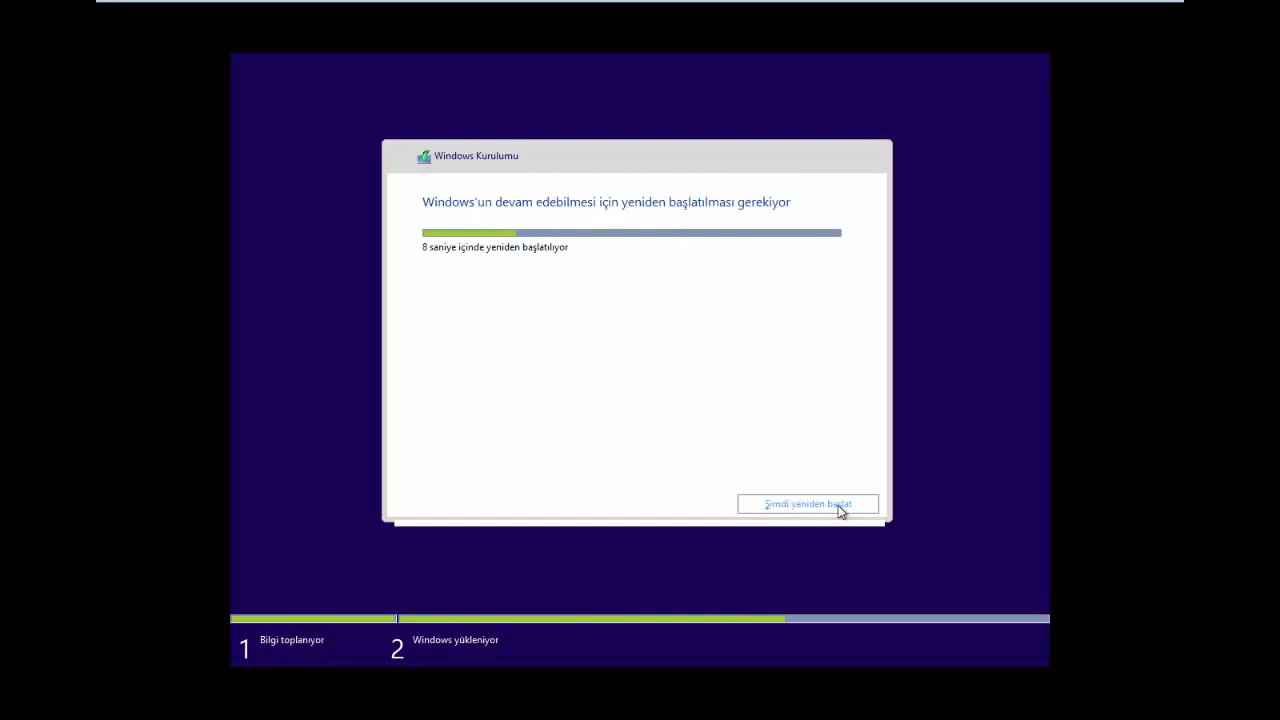 Windows Kurulumu
Windows'un devam edebilmesi için yeniden başlatılması gerekiyor
8 saniye içinde yeniden başlatılıyor
Şimdi yeniden başlat
1 Bilgi toplanıyor
2 Windows yükleniyor